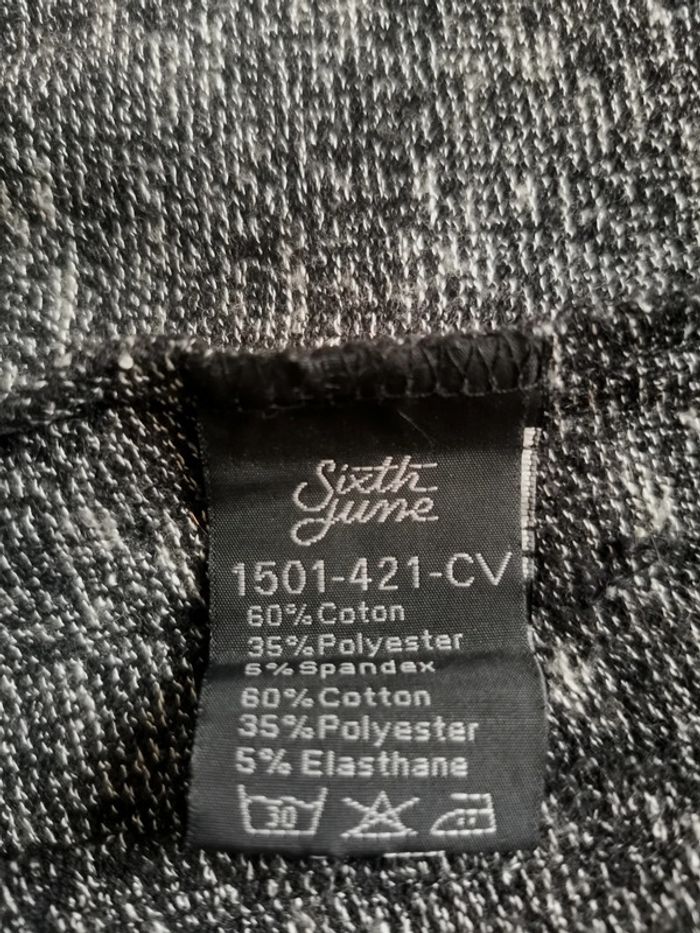 Sixth
June
1501-421-CV
60% Coton
35% Polyester
5% Spandex
60% Cotton
35% Polyester
5% Elasthane
30